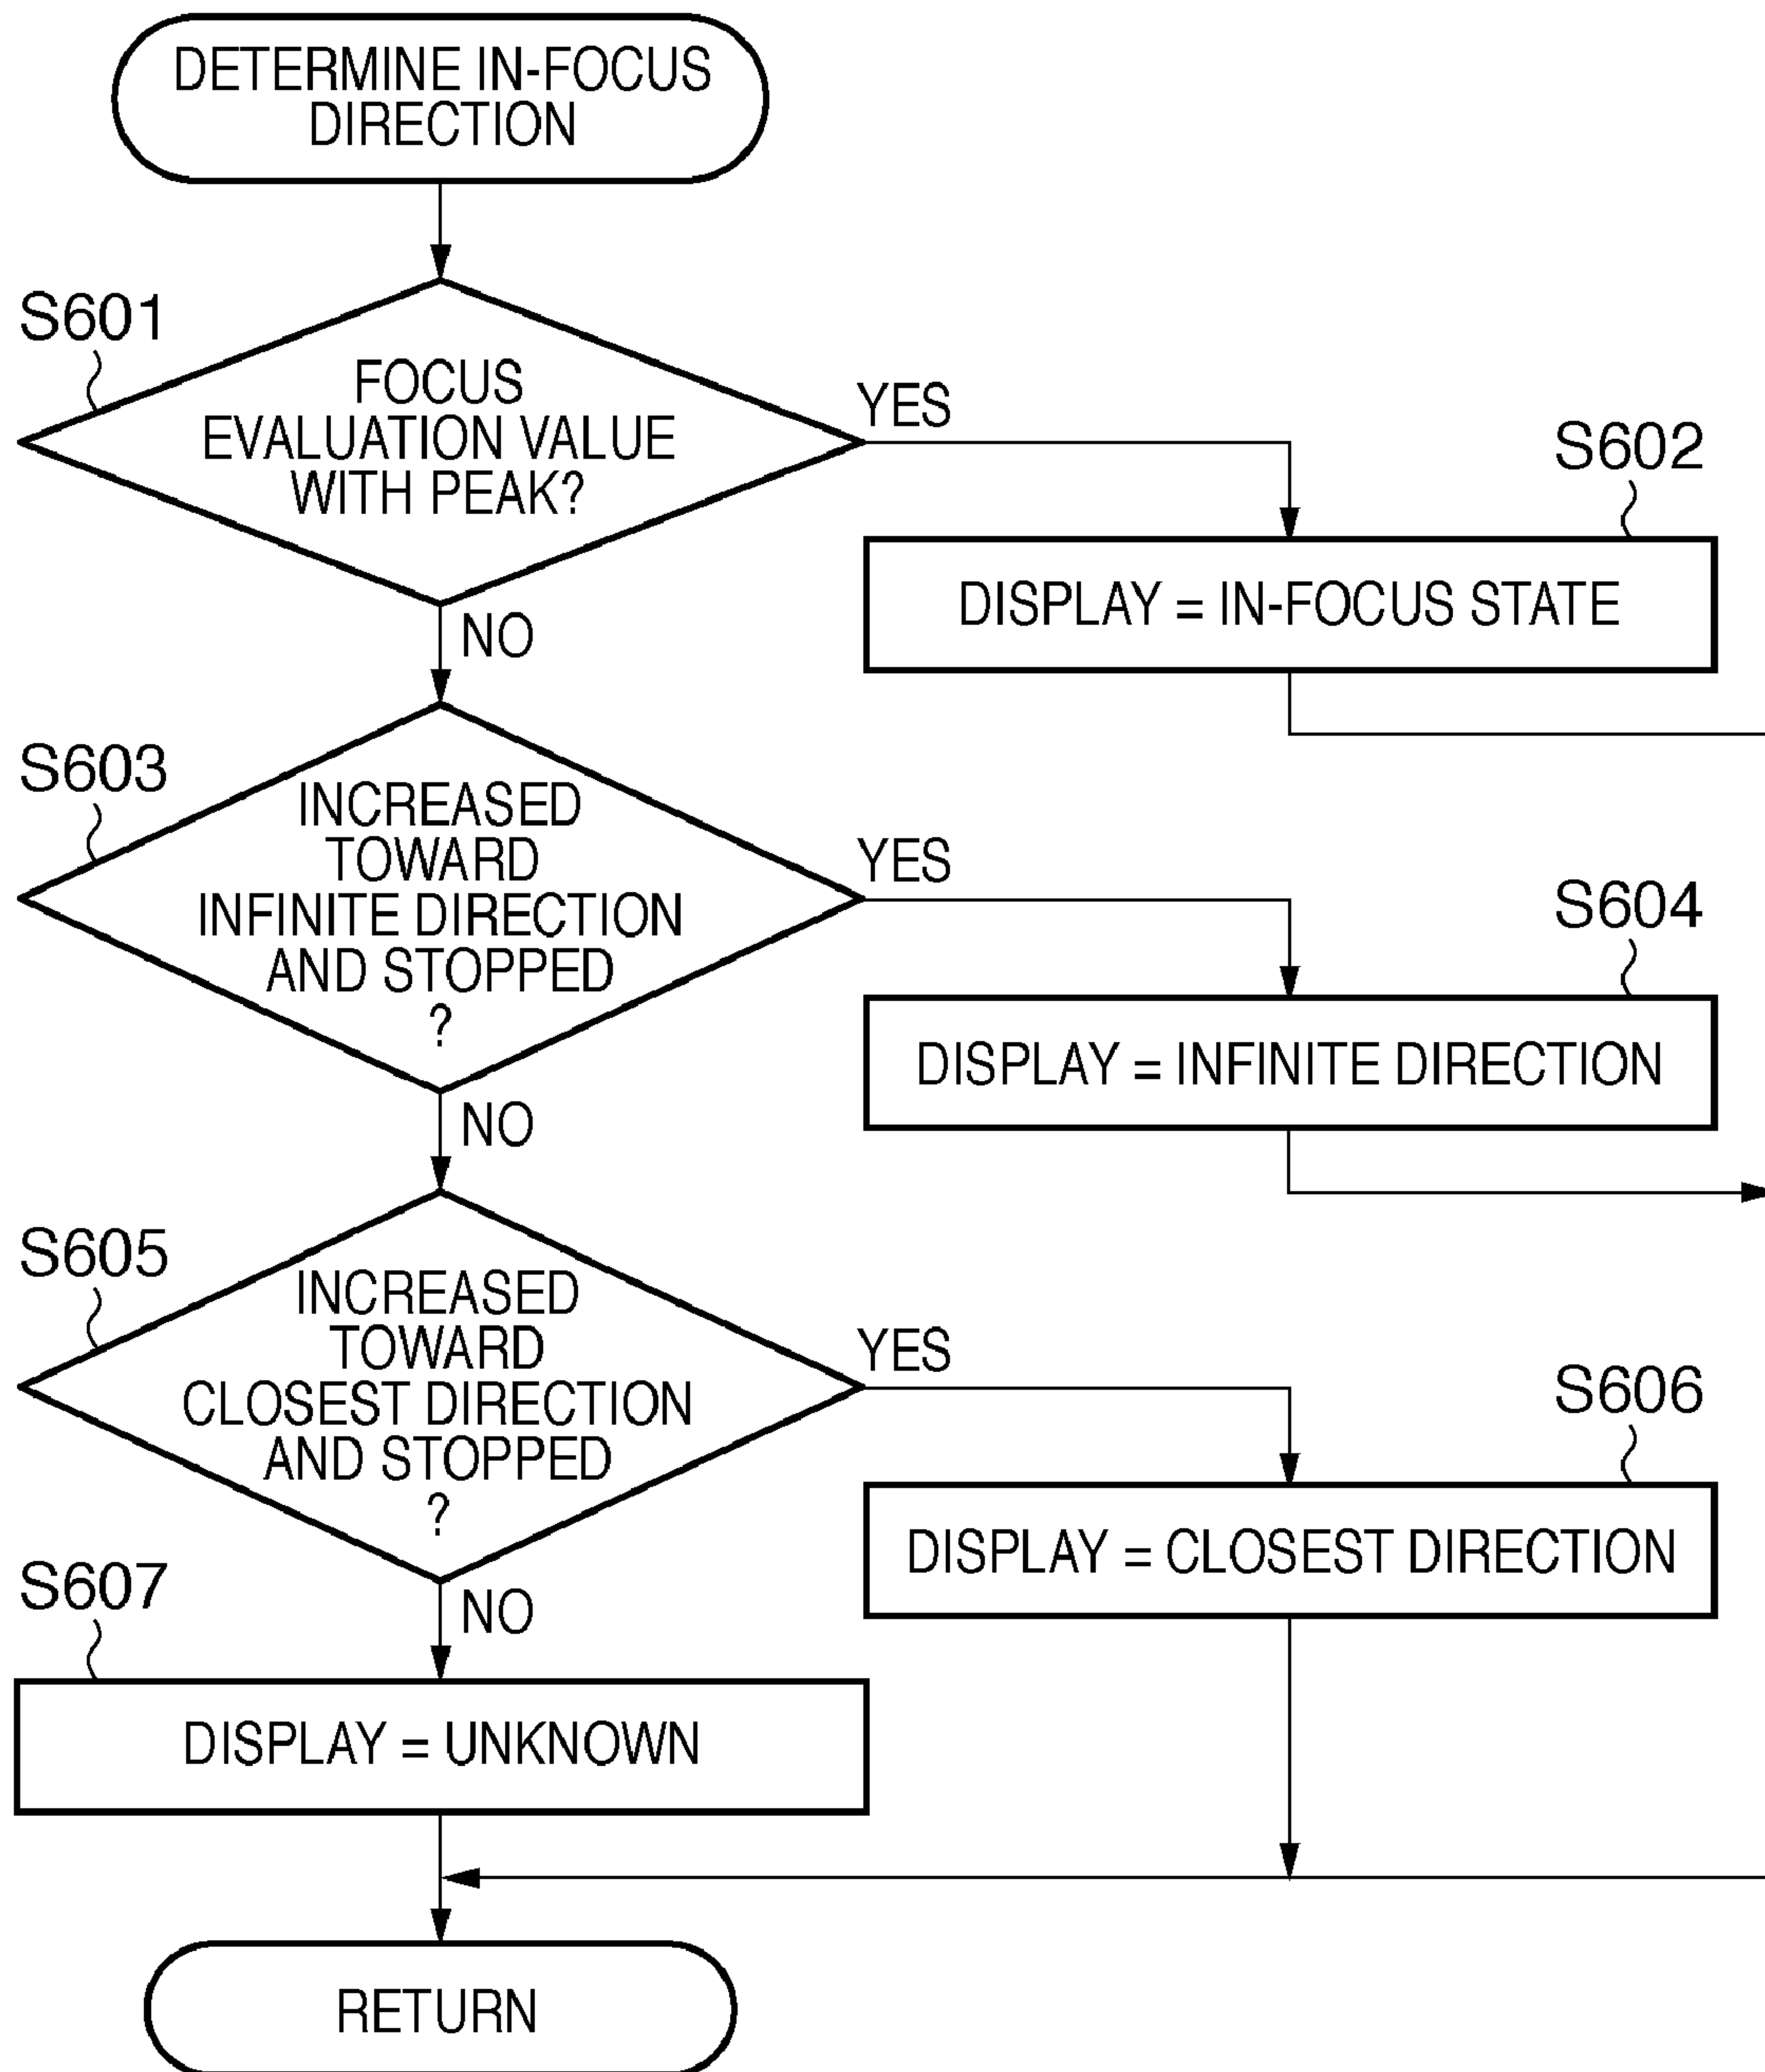 DETERMINE IN-FOCUS
DIRECTION
S601
FOCUS
EVALUATION VALUE
WITH PEAK?
YES
S602
DISPLAY = IN-FOCUS STATE
NO
S603
INCREASED
TOWARD
INFINITE DIRECTION
AND STOPPED
?
YES
S604
DISPLAY = INFINITE DIRECTION
NO
S605
INCREASED
TOWARD
CLOSEST DIRECTION
AND STOPPED
?
YES
S606
DISPLAY = CLOSEST DIRECTION
NO
S607
DISPLAY = UNKNOWN
RETURN